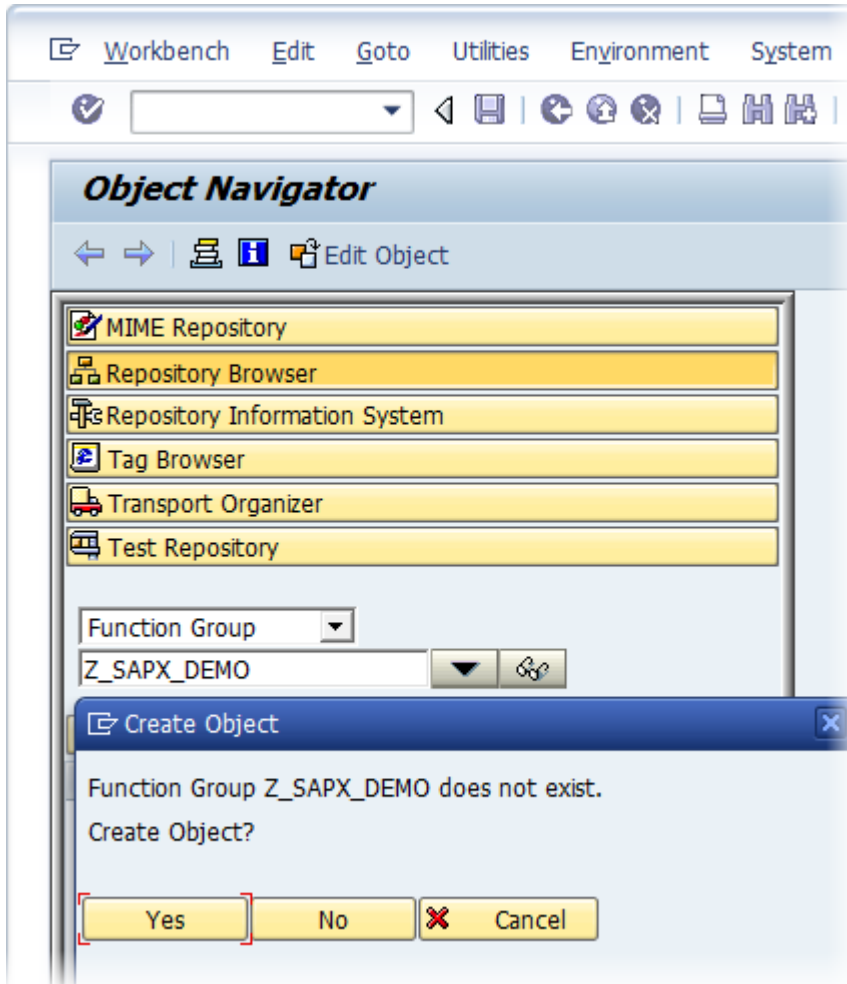 Workbench Edit Goto Utilities Environment System
Object Navigator
Edit Object
MIME Repository
Repository Browser
Repository Information System
Tag Browser
Transport Organizer
Test Repository
Function Group
Z_SAPX_DEMO
Create Object
Function Group Z_SAPX_DEMO does not exist.
Create Object?
Yes No Cancel